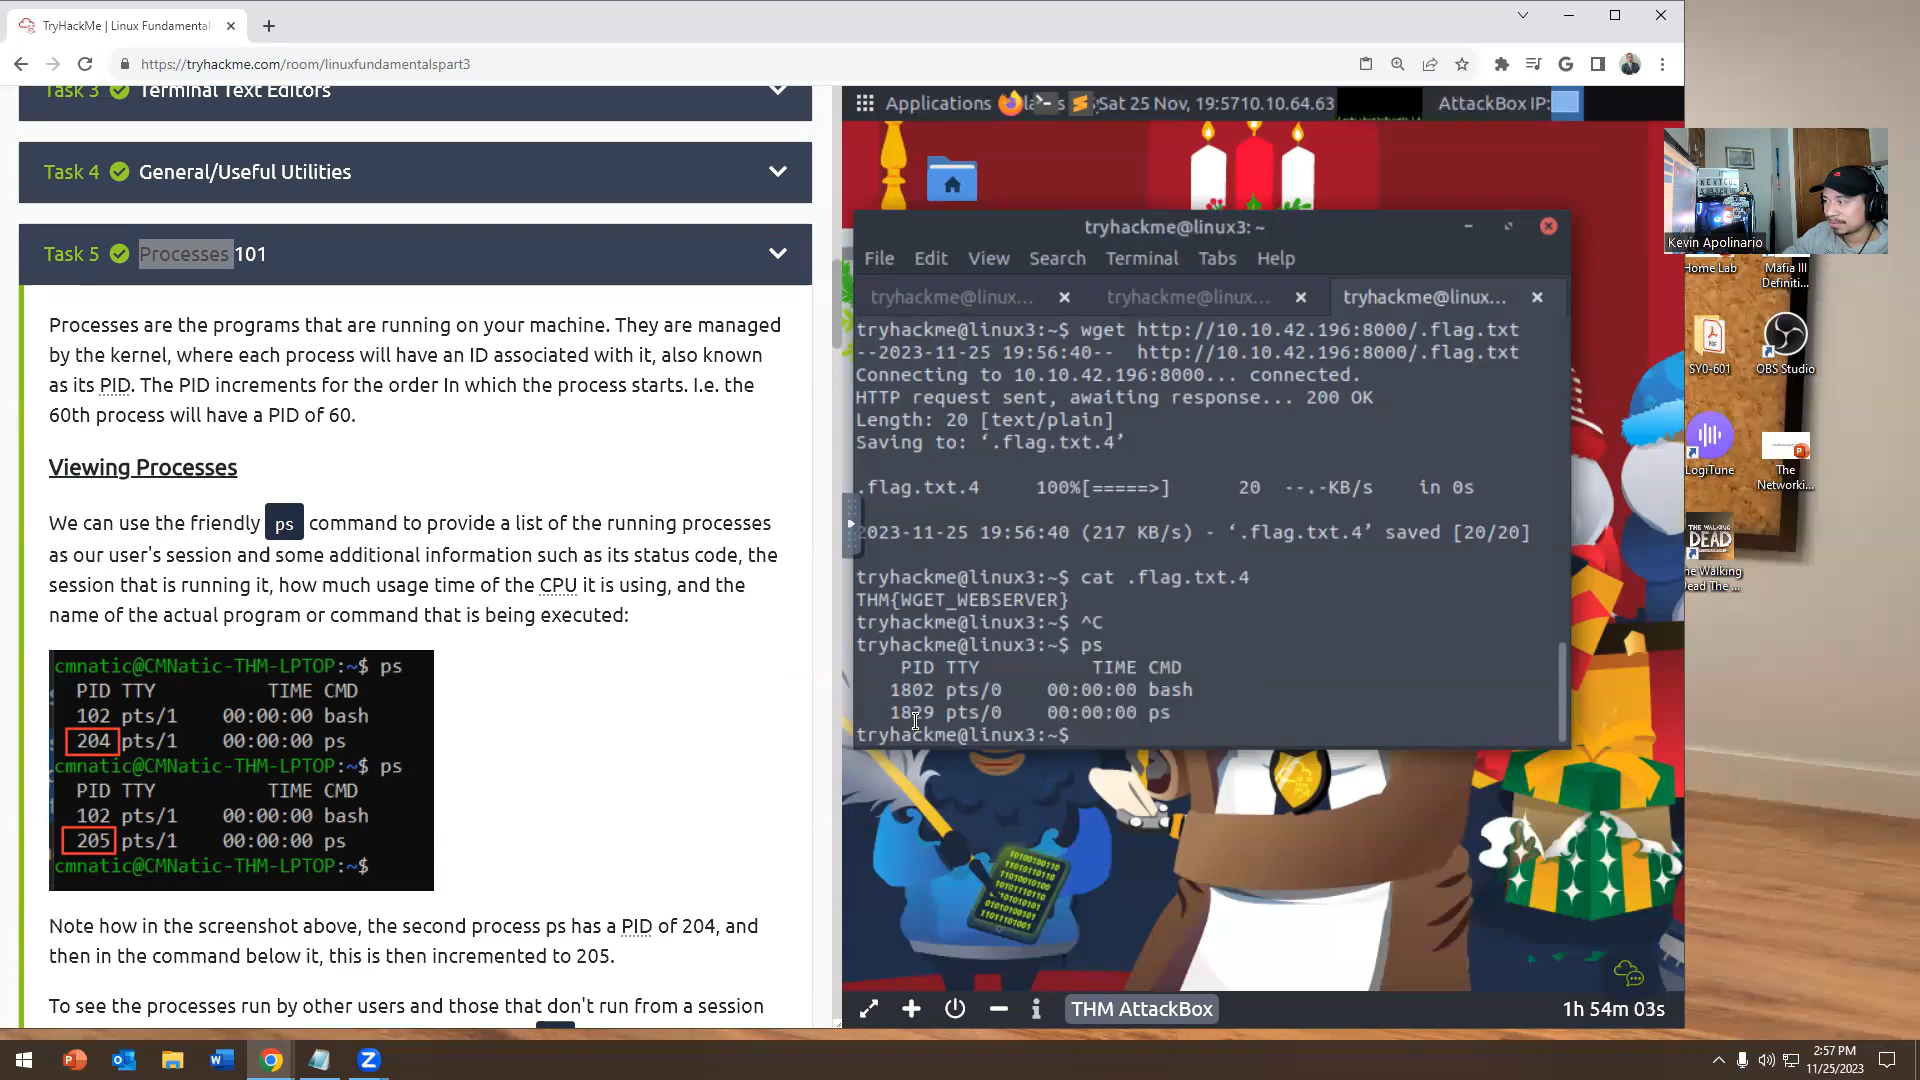 TryHackMe | Linux Fundamental
https://tryhackme.com/room/linuxfundamentalspart3
Task 3 Terminal Text Editors
Task 4 General/Useful Utilities
Task 5 Processes 101
Processes are the programs that are running on your machine. They are managed
by the kernel, where each process will have an ID associated with it, also known
as its PID. The PID increments for the order In which the process starts. I.e. the
60th process will have a PID of 60.
Viewing Processes
We can use the friendly ps command to provide a list of the running processes
as our user's session and some additional information such as its status code, the
session that is running it, how much usage time of the CPU it is using, and the
name of the actual program or command that is being executed:
cmnatic@CMNatic-THM-LPTOP:~$ ps
PID TTY TIME CMD
102 pts/1 00:00:00 bash
204 pts/1 00:00:00 ps
cmnatic@CMNatic-THM-LPTOP:~$ ps
PID TTY TIME CMD
102 pts/1 00:00:00 bash
205 pts/1 00:00:00 ps
cmnatic@CMNatic-THM-LPTOP:~$
Note how in the screenshot above, the second process ps has a PID of 204, and
then in the command below it, this is then incremented to 205.
To see the processes run by other users and those that don't run from a session
Applications Sat 25 Nov, 19:57 10.10.64.63 AttackBox IP:
tryhackme@linux3: ~
File Edit View Search Terminal Tabs Help
tryhackme@linux... tryhackme@linux... tryhackme@linux...
tryhackme@linux3:~$ wget http://10.10.42.196:8000/.flag.txt
--2023-11-25 19:56:40-- http://10.10.42.196:8000/.flag.txt
Connecting to 10.10.42.196:8000... connected.
HTTP request sent, awaiting response... 200 OK
Length: 20 [text/plain]
Saving to: ‘.flag.txt.4’
.flag.txt.4 100%[=====>] 20 --.-KB/s in 0s
2023-11-25 19:56:40 (217 KB/s) - ‘.flag.txt.4’ saved [20/20]
tryhackme@linux3:~$ cat .flag.txt.4
THM{WGET_WEBSERVER}
tryhackme@linux3:~$ ^C
tryhackme@linux3:~$ ps
PID TTY TIME CMD
1802 pts/0 00:00:00 bash
1829 pts/0 00:00:00 ps
tryhackme@linux3:~$
THM AttackBox
1h 54m 03s
Kevin Apolinario
Home Lab
Mafia III
Definiti...
SY0-601
OBS Studio
LogiTune
The
Networki...
THE WALKING
DEAD
The Walking
Dead The ...
2:57 PM
11/25/2023